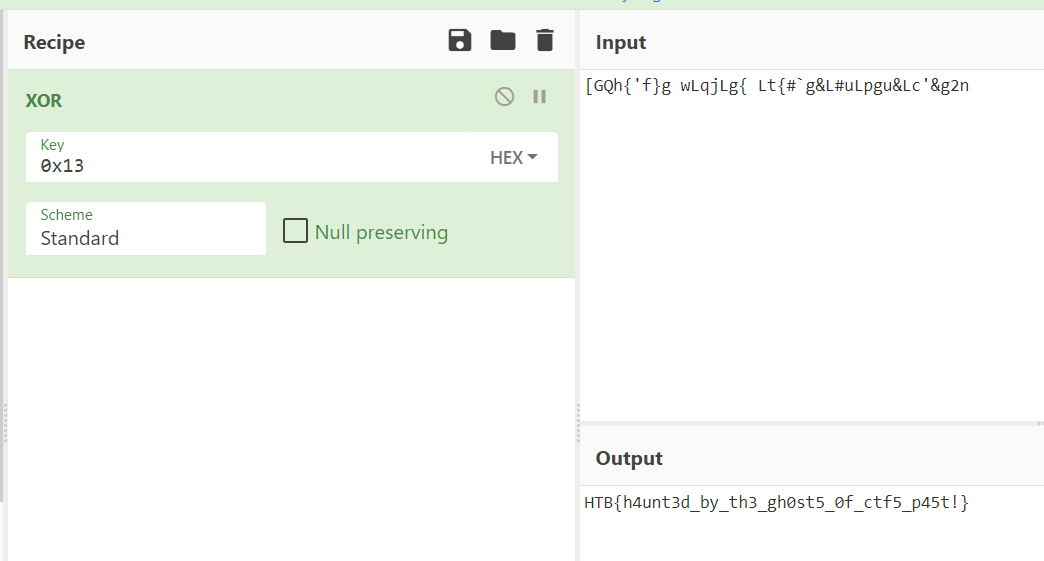 Recipe
XOR
Key
0x13
HEX
Scheme
Standard
Null preserving
Input
[GQh{'f}g wLqjLg{ Lt{#`g&L#uLpgu&Lc'&g2n
Output
HTB{h4unt3d_by_th3_gh0st5_0f_ctf5_p45t!}